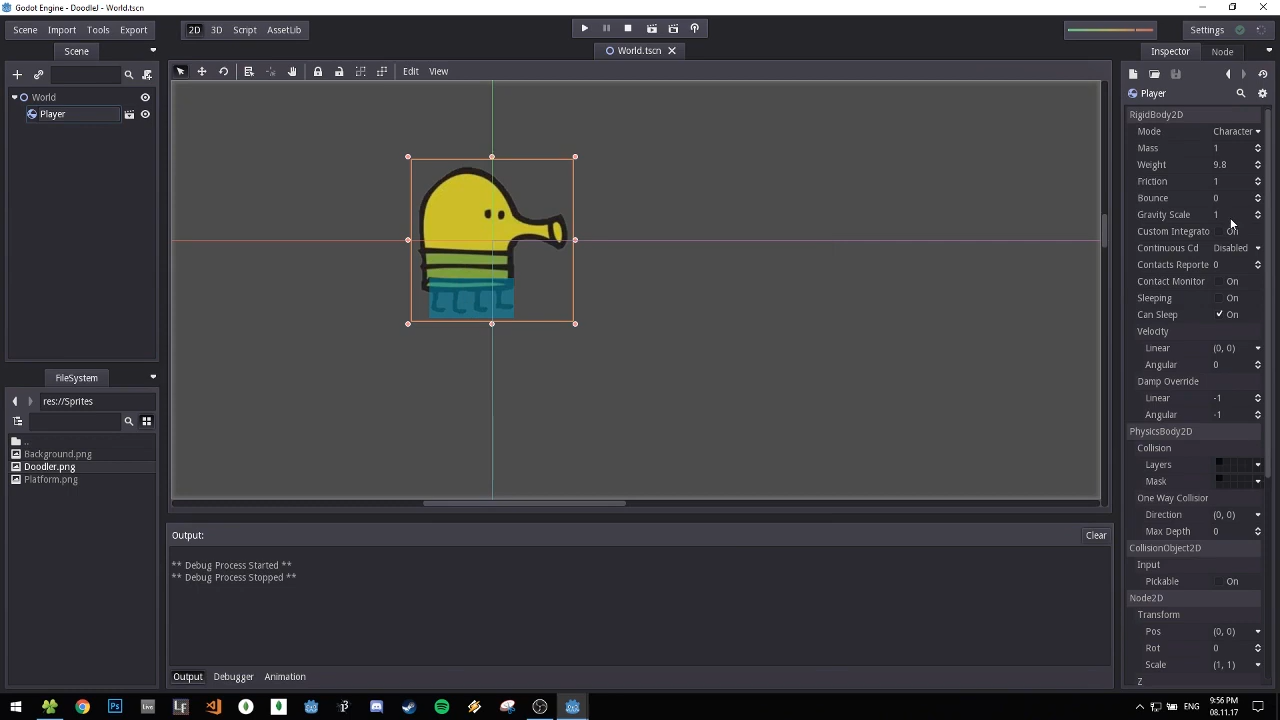 Godot Engine - DoodleJ - World.tscn
Scene Import Tools Export
2D 3D Script AssetLib
Settings
Scene
World.tscn
Inspector Node
Edit View
World
Player
Player
RigidBody2D
Mode Character
Mass 1
Weight 9.8
Friction 1
Bounce 0
Gravity Scale 1
Custom Integrato On
Continuous Cd Disabled
Contacts Reporte 0
Contact Monitor On
Sleeping On
Can Sleep On
Velocity
Linear (0, 0)
Angular 0
Damp Override
Linear -1
Angular -1
PhysicsBody2D
Collision
Layers
Mask
One Way Collision
Direction (0, 0)
Max Depth 0
CollisionObject2D
Input
Pickable On
Node2D
Transform
Pos (0, 0)
Rot 0
Scale (1, 1)
Z
FileSystem
res://Sprites
..
Background.png
Doodler.png
Platform.png
Output:
Clear
** Debug Process Started **
** Debug Process Stopped **
Output Debugger Animation
Ps
Live
LF
ENG
9:56 PM
08.11.17